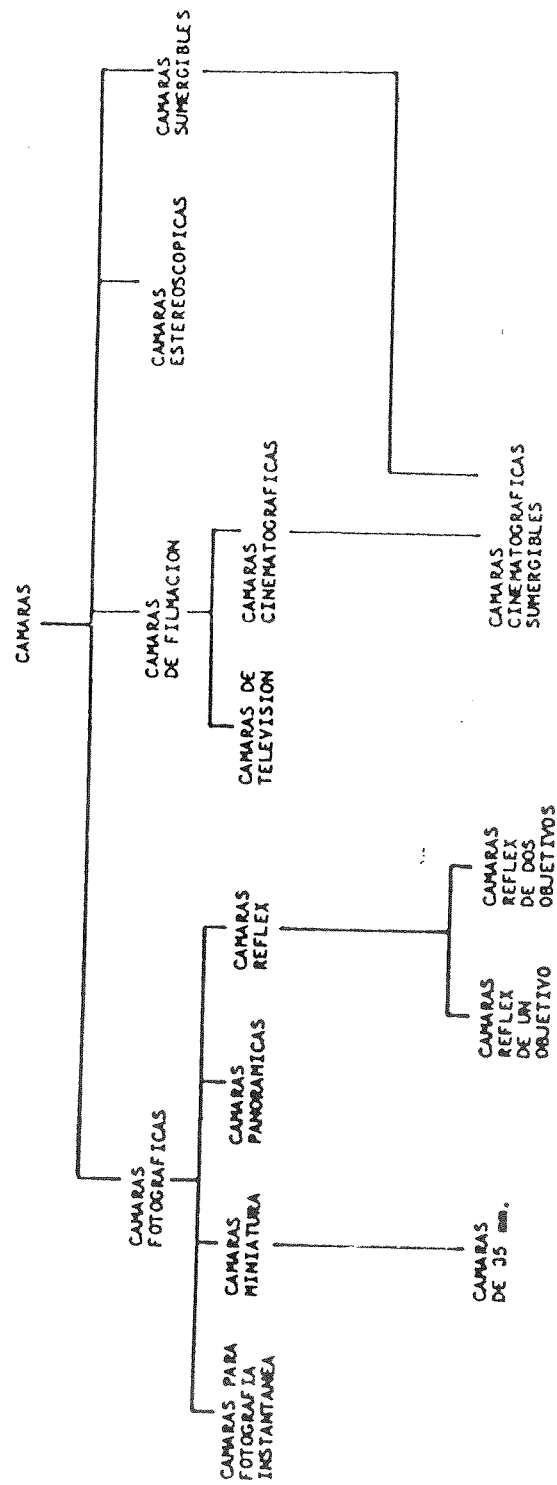 CAMARAS
CAMARAS
FOTOGRAFICAS
CAMARAS
DE FILMACION
CAMARAS
ESTEREOSCOPICAS
CAMARAS
SUMERGIBLES
CAMARAS PARA
FOTOGRAFIA
INSTANTANEA
CAMARAS
MINIATURA
CAMARAS
PANORAMICAS
CAMARAS
REFLEX
CAMARAS DE
TELEVISION
CAMARAS
CINEMATOGRAFICAS
CAMARAS
DE 35 mm.
CAMARAS
REFLEX
DE UN
OBJETIVO
CAMARAS
REFLEX
DE DOS
OBJETIVOS
CAMARAS
CINEMATOGRAFICAS
SUMERGIBLES